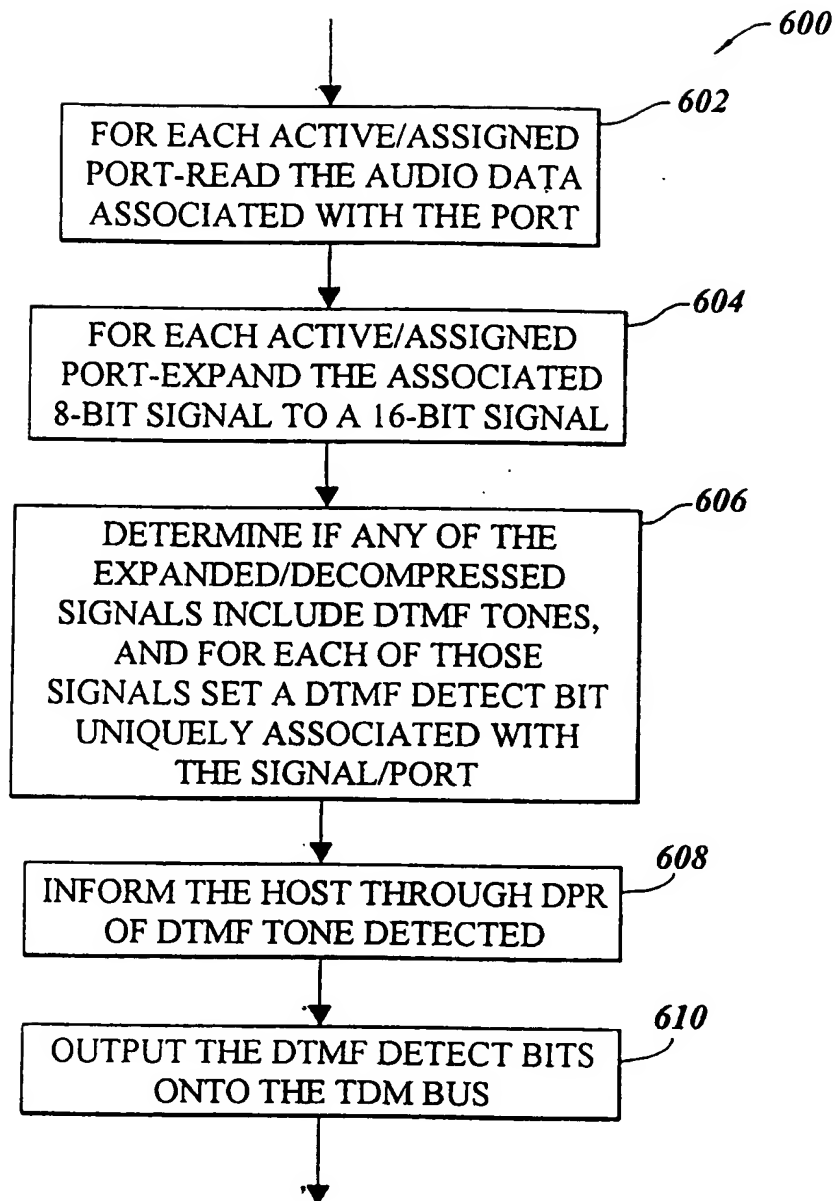 600
602
FOR EACH ACTIVE/ASSIGNED
PORT-READ THE AUDIO DATA
ASSOCIATED WITH THE PORT
604
FOR EACH ACTIVE/ASSIGNED
PORT-EXPAND THE ASSOCIATED
8-BIT SIGNAL TO A 16-BIT SIGNAL
606
DETERMINE IF ANY OF THE
EXPANDED/DECOMPRESSED
SIGNALS INCLUDE DTMF TONES,
AND FOR EACH OF THOSE
SIGNALS SET A DTMF DETECT BIT
UNIQUELY ASSOCIATED WITH
THE SIGNAL/PORT
608
INFORM THE HOST THROUGH DPR
OF DTMF TONE DETECTED
610
OUTPUT THE DTMF DETECT BITS
ONTO THE TDM BUS